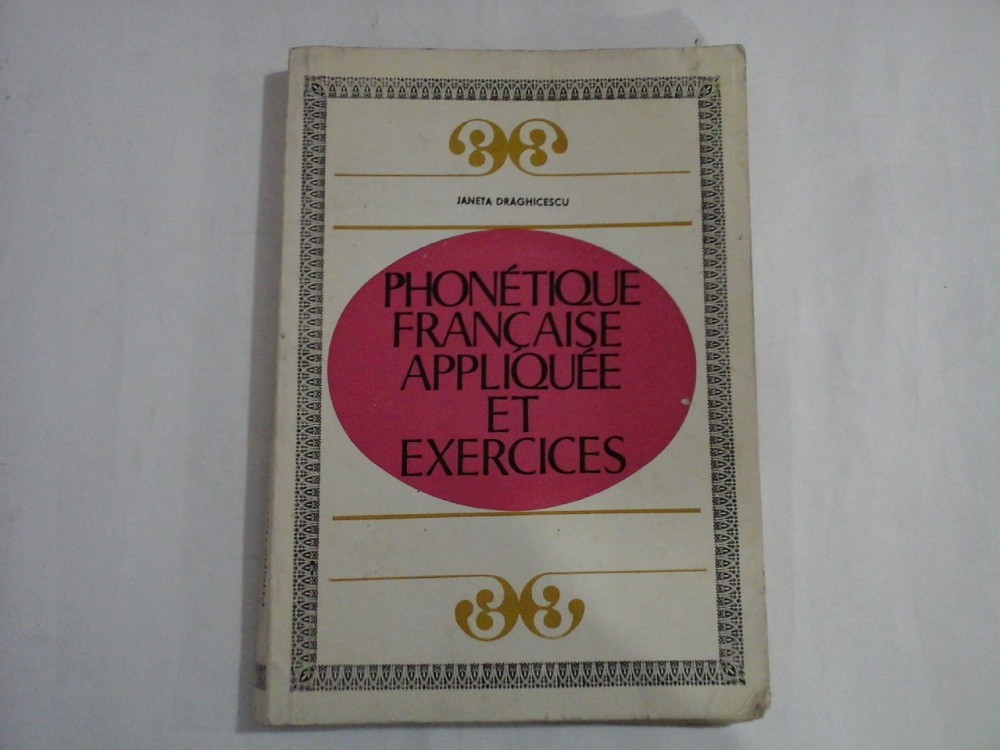 JANETA DRĂGHICESCU
PHONÉTIQUE
FRANÇAISE
APPLIQUÉE
ET
EXERCICES